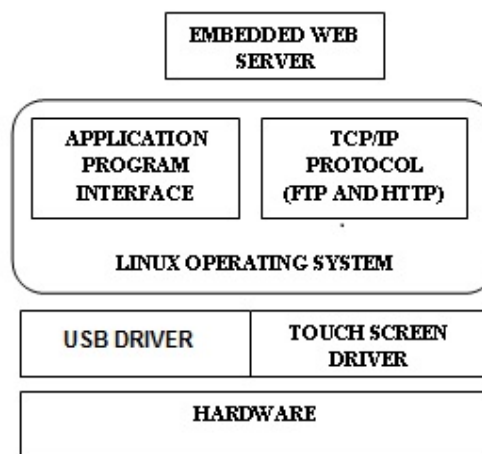 EMBEDDED WEB
SERVER
APPLICATION
PROGRAM
INTERFACE
TCP/IP
PROTOCOL
(FTP AND HTTP)
LINUX OPERATING SYSTEM
USB DRIVER
TOUCH SCREEN
DRIVER
HARDWARE